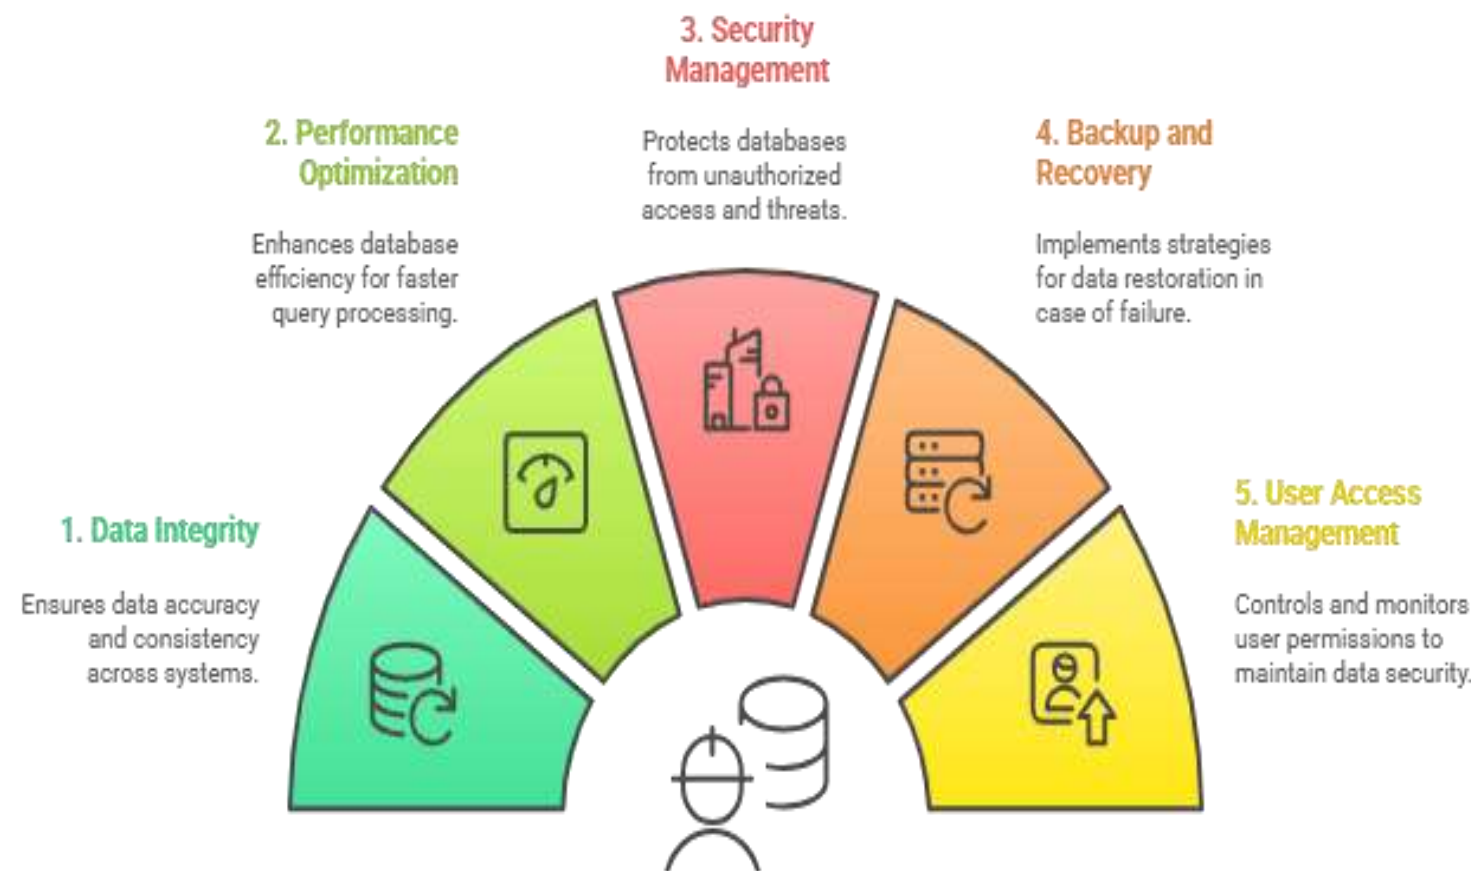 3. Security
Management
Protects databases
from unauthorized
access and threats.
2. Performance
Optimization
Enhances database
efficiency for faster
query processing.
4. Backup and
Recovery
Implements strategies
for data restoration in
case of failure.
1. Data Integrity
Ensures data accuracy
and consistency
across systems.
5. User Access
Management
Controls and monitors
user permissions to
maintain data security.